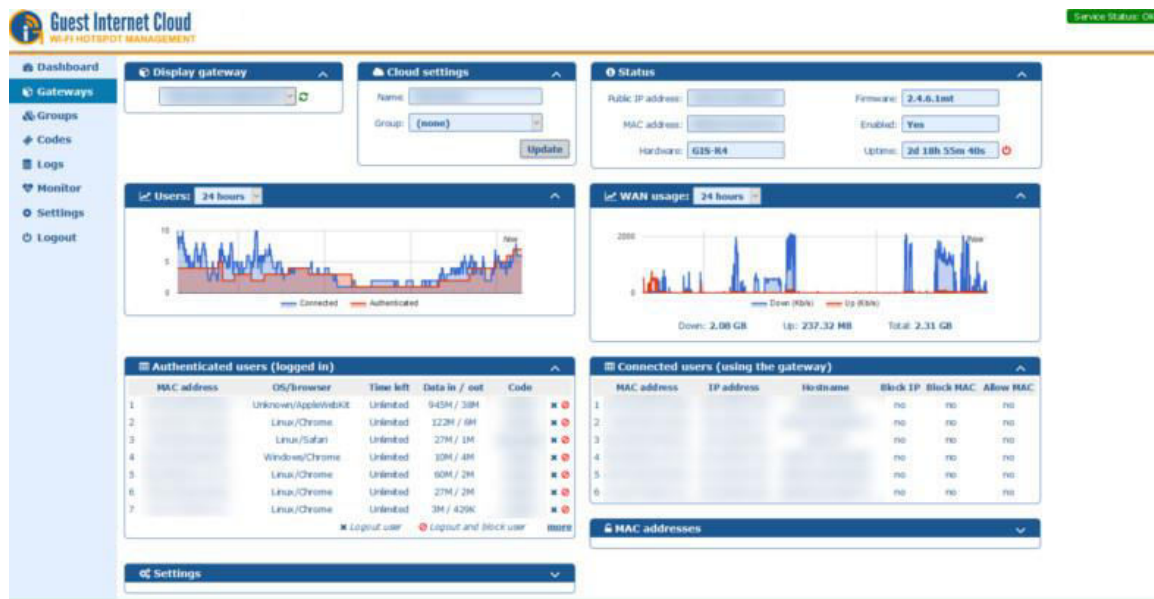 Guest Internet Cloud
WI-FI HOTSPOT MANAGEMENT
Service Status: OK
Dashboard
Gateways
Groups
Codes
Logs
Monitor
Settings
Logout
Display gateway
Cloud settings
Name:
Group: (none)
Update
Status
Public IP address:
Firmware: 2.4.6.1mt
MAC address:
Enabled: Yes
Hardware: GIS-R4
Uptime: 2d 18h 55m 40s
Users: 24 hours
10
5
0
Now
Connected Authenticated
WAN usage: 24 hours
2000
0
Now
Down (Kb/s) Up (Kb/s)
Down: 2.08 GB Up: 237.32 MB Total: 2.31 GB
Authenticated users (logged in)
MAC address OS/browser Time left Data in / out Code
1 Unknown/AppleWebKit Unlimited 945M / 38M
2 Linux/Chrome Unlimited 122M / 6M
3 Linux/Safari Unlimited 27M / 1M
4 Windows/Chrome Unlimited 10M / 4M
5 Linux/Chrome Unlimited 60M / 2M
6 Linux/Chrome Unlimited 27M / 2M
7 Linux/Chrome Unlimited 3M / 429K
Logout user Logout and block user more
Connected users (using the gateway)
MAC address IP address Hostname Block IP Block MAC Allow MAC
1 no no no
2 no no no
3 no no no
4 no no no
5 no no no
6 no no no
MAC addresses
Settings